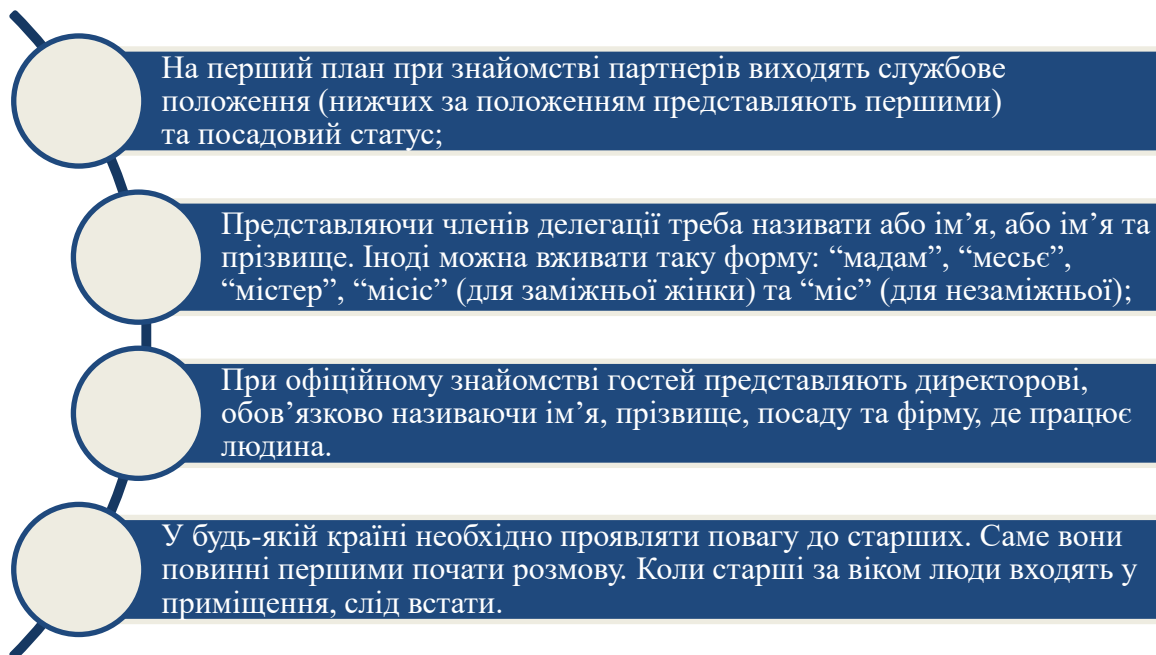 На перший план при знайомстві партнерів виходять службове
положення (нижчих за положенням представляють першими)
та посадовий статус;
Представляючи членів делегації треба називати або ім’я, або ім’я та
прізвище. Іноді можна вживати таку форму: “мадам”, “месьє”,
“містер”, “місіс” (для заміжньої жінки) та “міс” (для незаміжньої);
При офіційному знайомстві гостей представляють директорові,
обов’язково називаючи ім’я, прізвище, посаду та фірму, де працює
людина.
У будь-якій країні необхідно проявляти повагу до старших. Саме вони
повинні першими почати розмову. Коли старші за віком люди входять у
приміщення, слід встати.